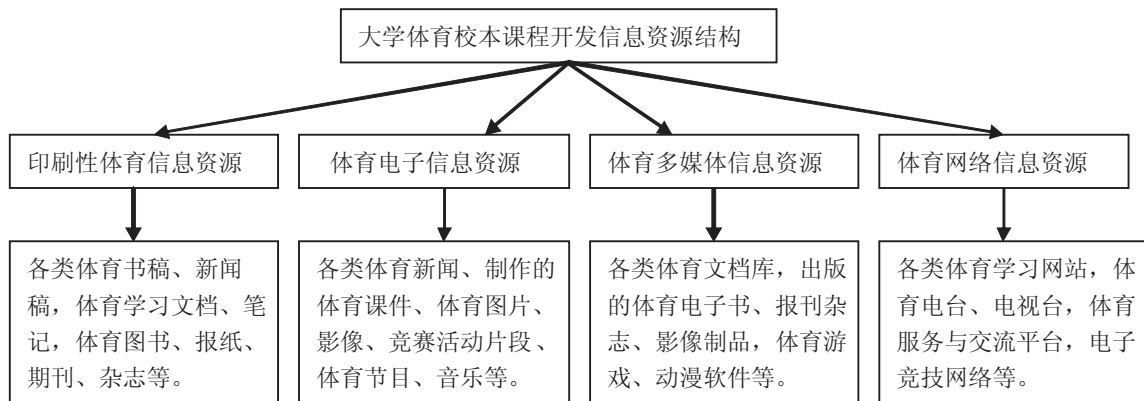 大学体育校本课程开发信息资源结构
印刷性体育信息资源
体育电子信息资源
体育多媒体信息资源
体育网络信息资源
各类体育书稿、新闻
稿，体育学习文档、笔
记，体育图书、报纸、
期刊、杂志等。
各类体育新闻、制作的
体育课件、体育图片、
影像、竞赛活动片段、
体育节目、音乐等。
各类体育文档库，出版
的体育电子书、报刊杂
志、影像制品，体育游
戏、动漫软件等。
各类体育学习网站，体
育电台、电视台，体育
服务与交流平台，电子
竞技网络等。